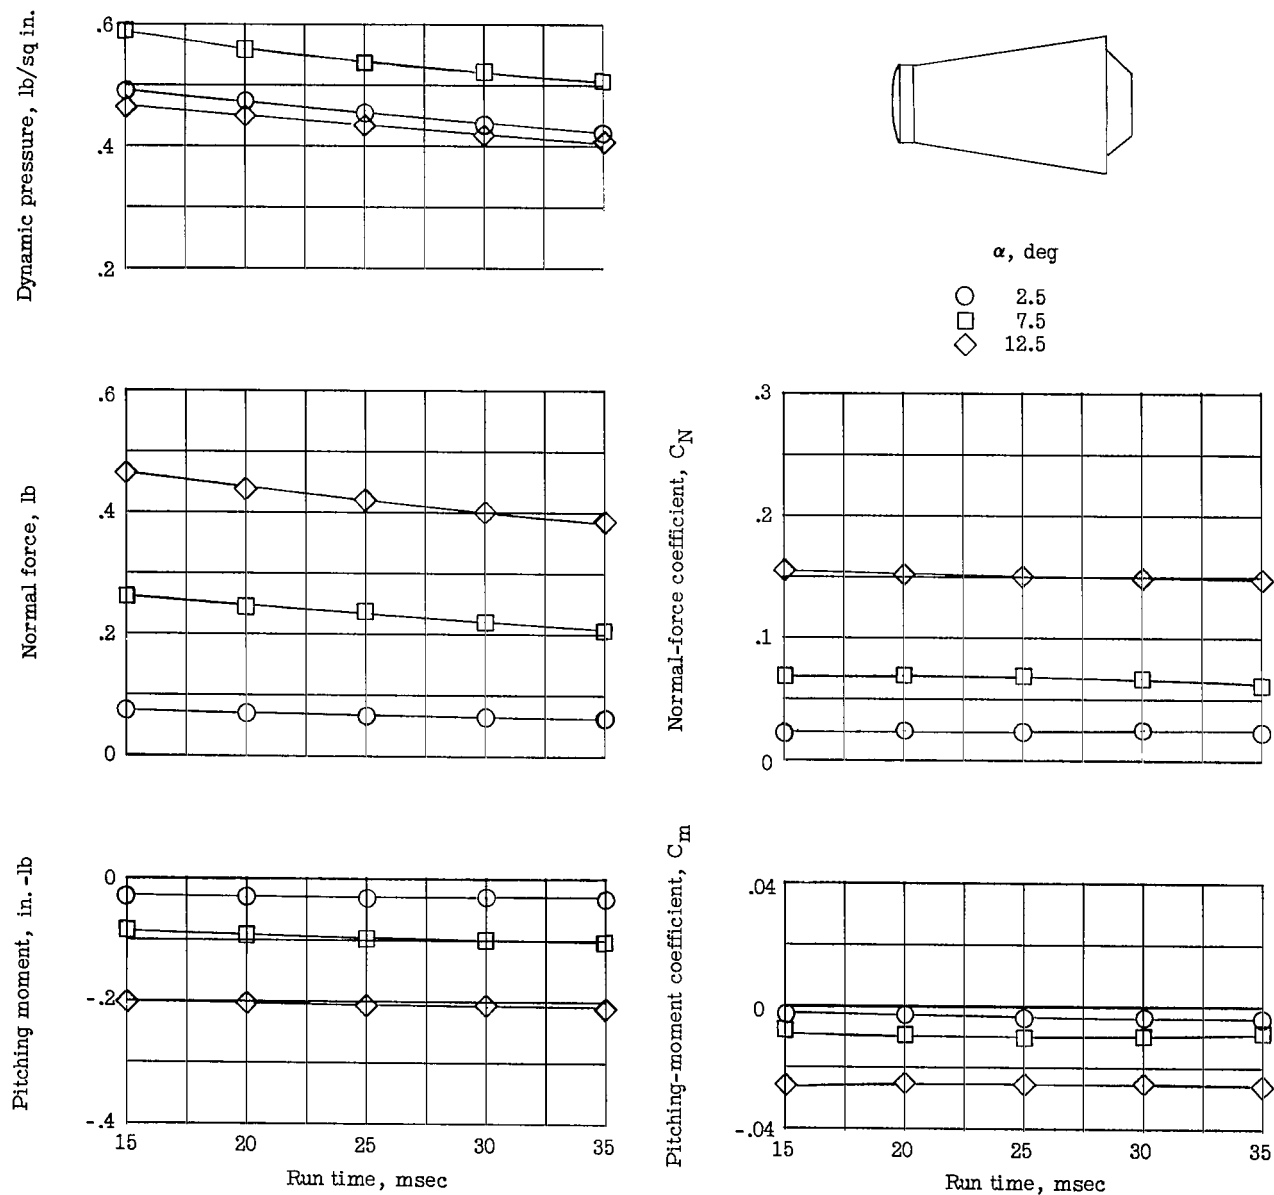 Dynamic pressure, lb/sq in.
.6
.4
.2
α, deg
2.5
7.5
12.5
Normal force, lb
.6
.4
.2
0
Normal-force coefficient, C_N
.3
.2
.1
0
Pitching moment, in.-lb
0
-.2
-.4
15 20 25 30 35
Run time, msec
Pitching-moment coefficient, C_m
.04
0
-.04
15 20 25 30 35
Run time, msec